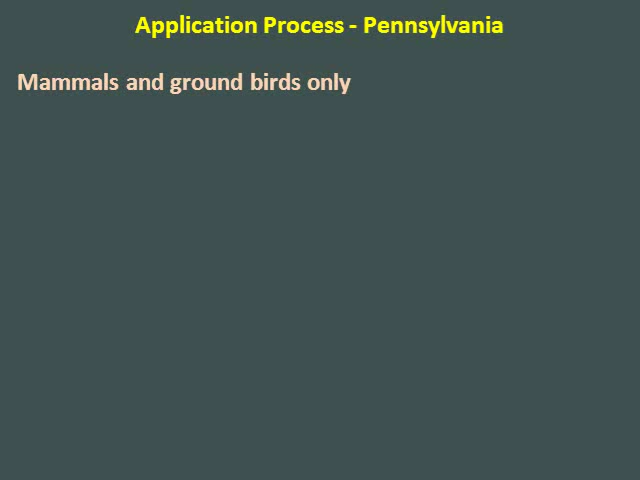 Application Process - Pennsylvania
Mammals and ground birds only